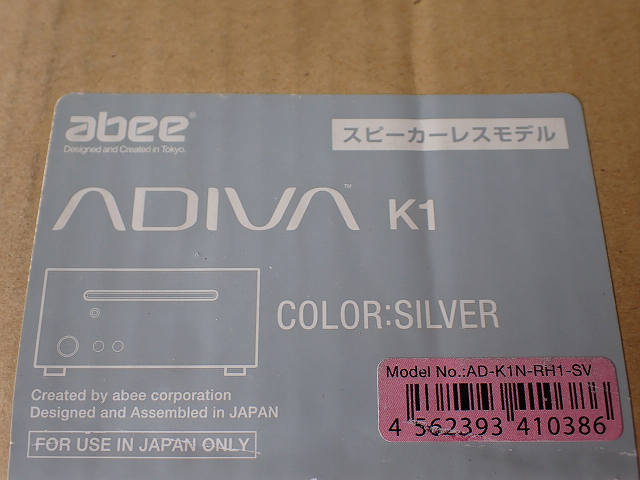 abee®
Designed and Created in Tokyo.
スピーカーレスモデル
ADIVA™ K1
COLOR:SILVER
Model No.:AD-K1N-RH1-SV
4 562393 410386
Created by abee corporation
Designed and Assembled in JAPAN
FOR USE IN JAPAN ONLY